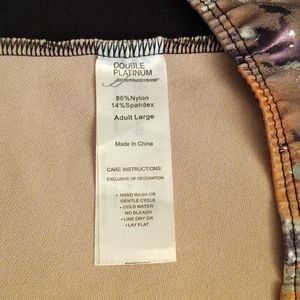 DOUBLE
PLATINUM
performancewear
86%Nylon
14%Spandex
Adult Large
Made In China
CARE INSTRUCTIONS:
EXCLUSIVE OF DECORATION
• HAND WASH OR
GENTLE CYCLE
• COLD WATER
NO BLEACH
• LINE DRY OR
• LAY FLAT